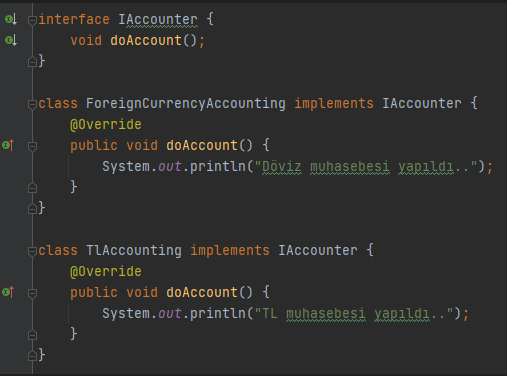 interface IAccounter {
void doAccount();
}
class ForeignCurrencyAccounting implements IAccounter {
@Override
public void doAccount() {
System.out.println("Döviz muhasebesi yapıldı..");
}
}
class TlAccounting implements IAccounter {
@Override
public void doAccount() {
System.out.println("TL muhasebesi yapıldı..");
}
}